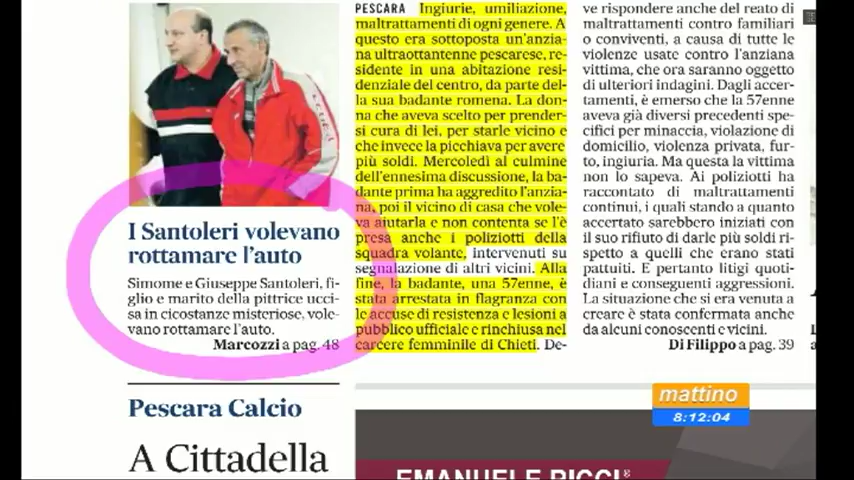 I Santoleri volevano
rottamare l'auto
Simome e Giuseppe Santoleri, fi-
glio e marito della pittrice ucci-
sa in cicostanze misteriose, vole-
vano rottamare l'auto.
Marcozzi a pag. 48
Pescara Calcio
A Cittadella
PESCARA Ingiurie, umiliazione,
maltrattamenti di ogni genere. A
questo era sottoposta un'anzia-
na ultraottantenne pescarese, re-
sidente in una abitazione resi-
denziale del centro, da parte del-
la sua badante romena. La don-
na che aveva scelto per prender-
si cura di lei, per starle vicino e
che invece la picchiava per avere
più soldi. Mercoledì al culmine
dell'ennesima discussione, la ba-
dante prima ha aggredito l'anzia-
na, poi il vicino di casa che vole-
va aiutarla e non contenta se l'è
presa anche i poliziotti della
squadra volante, intervenuti su
segnalazione di altri vicini. Alla
fine, la badante, una 57enne, è
stata arrestata in flagranza con
le accuse di resistenza e lesioni a
pubblico ufficiale e rinchiusa nel
carcere femminile di Chieti. De-
ve rispondere anche del reato di
maltrattamenti contro familiari
o conviventi, a causa di tutte le
violenze usate contro l'anziana
vittima, che ora saranno oggetto
di ulteriori indagini. Dagli accer-
tamenti, è emerso che la 57enne
aveva già diversi precedenti spe-
cifici per minaccia, violazione di
domicilio, violenza privata, fur-
to, ingiuria. Ma questa la vittima
non lo sapeva. Ai poliziotti ha
raccontato di maltrattamenti
continui, i quali stando a quanto
accertato sarebbero iniziati con
il suo rifiuto di darle più soldi ri-
spetto a quelli che erano stati
pattuiti. E pertanto litigi quoti-
diani e conseguenti aggressioni.
La situazione che si era venuta a
creare è stata confermata anche
da alcuni conoscenti e vicini.
Di Filippo a pag. 39
mattino
8:12:04
EMANUELE RICCI